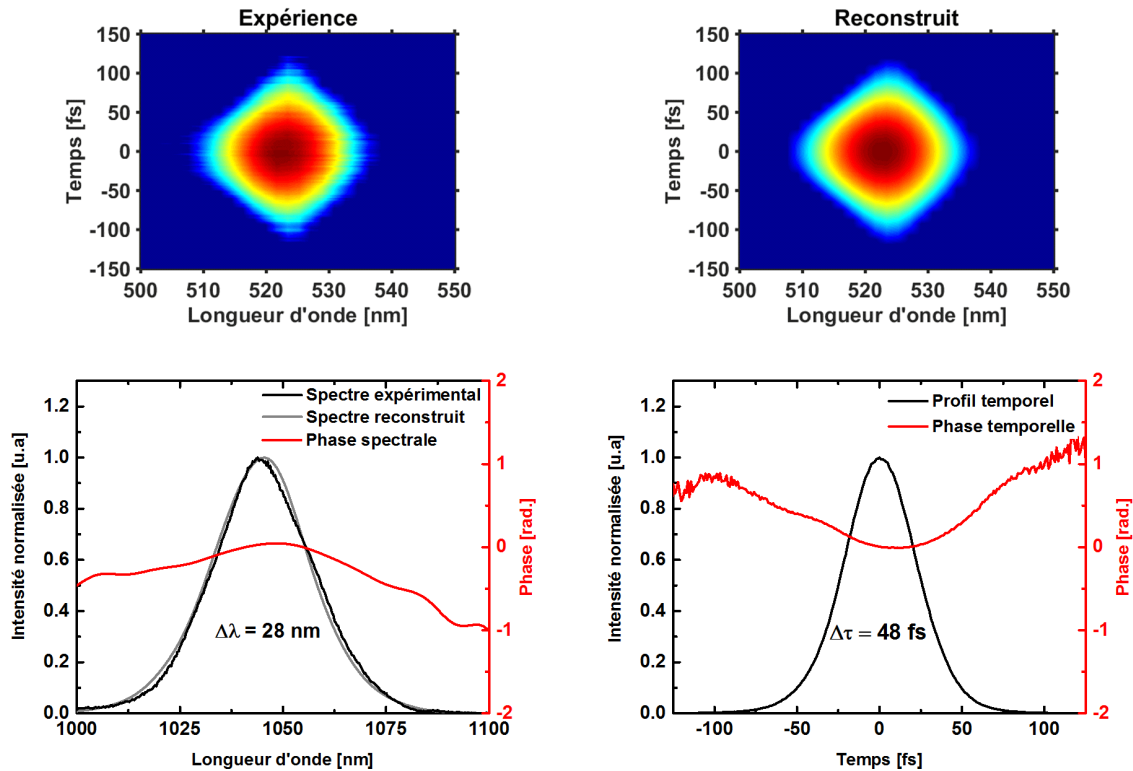 Expérience
150
100
50
0
-50
-100
-150
Temps [fs]
500 510 520 530 540 550
Longueur d'onde [nm]
Reconstruit
150
100
50
0
-50
-100
-150
Temps [fs]
500 510 520 530 540 550
Longueur d'onde [nm]
Spectre expérimental
Spectre reconstruit
Phase spectrale
1.2
1.0
0.8
0.6
0.4
0.2
0.0
Intensité normalisée [u.a]
2
1
0
-1
-2
Phase [rad.]
Δλ = 28 nm
1000 1025 1050 1075 1100
Longueur d'onde [nm]
Profil temporel
Phase temporelle
1.2
1.0
0.8
0.6
0.4
0.2
0.0
Intensité normalisée [u.a]
2
1
0
-1
-2
Phase [rad.]
Δτ = 48 fs
-100 -50 0 50 100
Temps [fs]